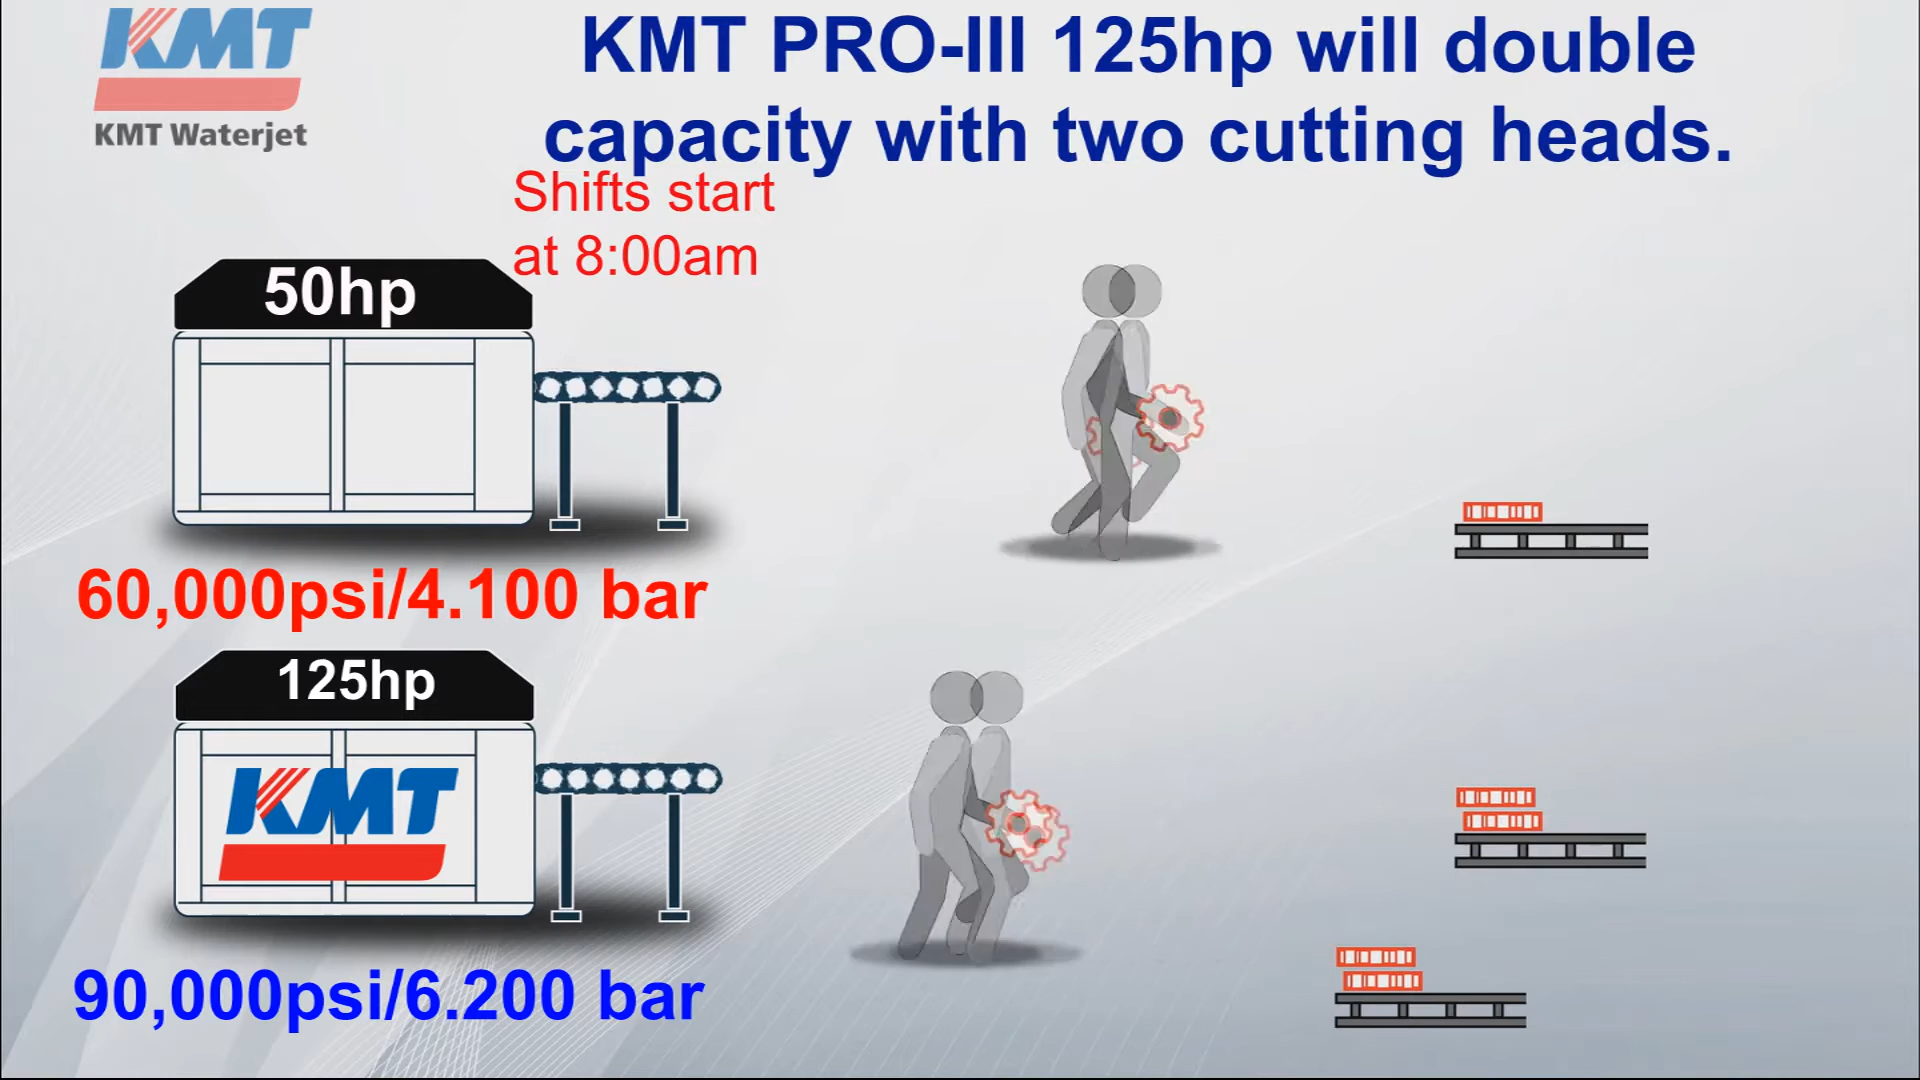 KMT
KMT Waterjet
KMT PRO-III 125hp will double
capacity with two cutting heads.
Shifts start
at 8:00am
50hp
60,000psi/4.100 bar
125hp
KMT
90,000psi/6.200 bar